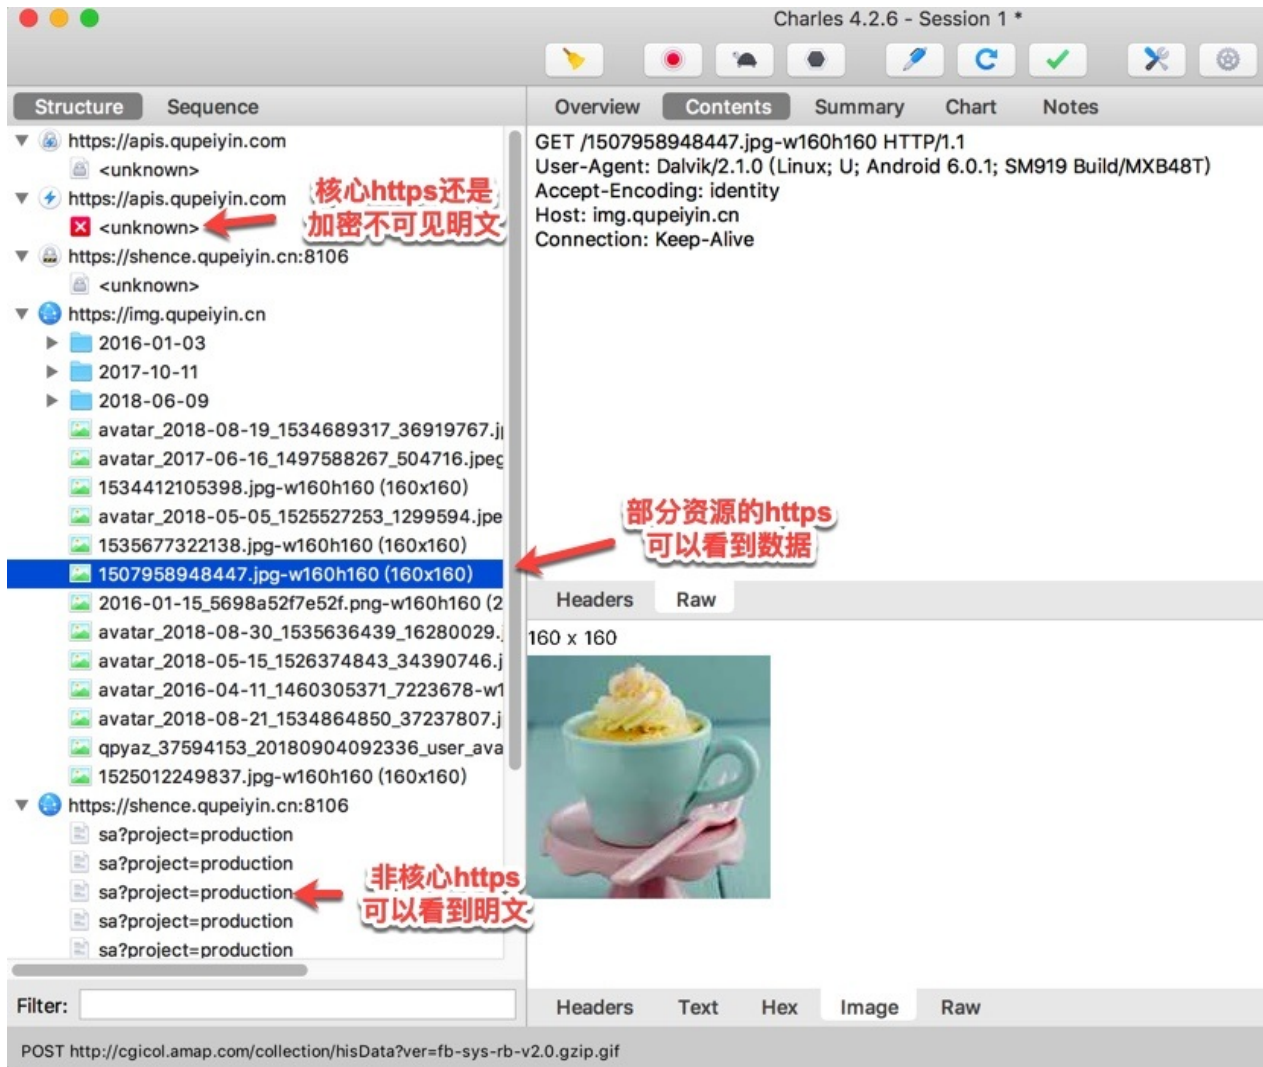 Charles 4.2.6 - Session 1 *
Structure
Sequence
Overview
Contents
Summary
Chart
Notes
https://apis.qupeiyin.com
<unknown>
https://apis.qupeiyin.com
<unknown>
核心https还是
加密不可见明文
https://shence.qupeiyin.cn:8106
<unknown>
https://img.qupeiyin.cn
2016-01-03
2017-10-11
2018-06-09
avatar_2018-08-19_1534689317_36919767.j
avatar_2017-06-16_1497588267_504716.jpeg
1534412105398.jpg-w160h160 (160x160)
avatar_2018-05-05_1525527253_1299594.jpe
1535677322138.jpg-w160h160 (160x160)
1507958948447.jpg-w160h160 (160x160)
2016-01-15_5698a52f7e52f.png-w160h160 (2
avatar_2018-08-30_1535636439_16280029.
avatar_2018-05-15_1526374843_34390746.j
avatar_2016-04-11_1460305371_7223678-w1
avatar_2018-08-21_1534864850_37237807.j
qpyaz_37594153_20180904092336_user_ava
1525012249837.jpg-w160h160 (160x160)
https://shence.qupeiyin.cn:8106
sa?project=production
sa?project=production
sa?project=production
sa?project=production
sa?project=production
非核心https
可以看到明文
Filter:
GET /1507958948447.jpg-w160h160 HTTP/1.1
User-Agent: Dalvik/2.1.0 (Linux; U; Android 6.0.1; SM919 Build/MXB48T)
Accept-Encoding: identity
Host: img.qupeiyin.cn
Connection: Keep-Alive
部分资源的https
可以看到数据
Headers
Raw
160 x 160
Headers
Text
Hex
Image
Raw
POST http://cgicol.amap.com/collection/hisData?ver=fb-sys-rb-v2.0.gzip.gif